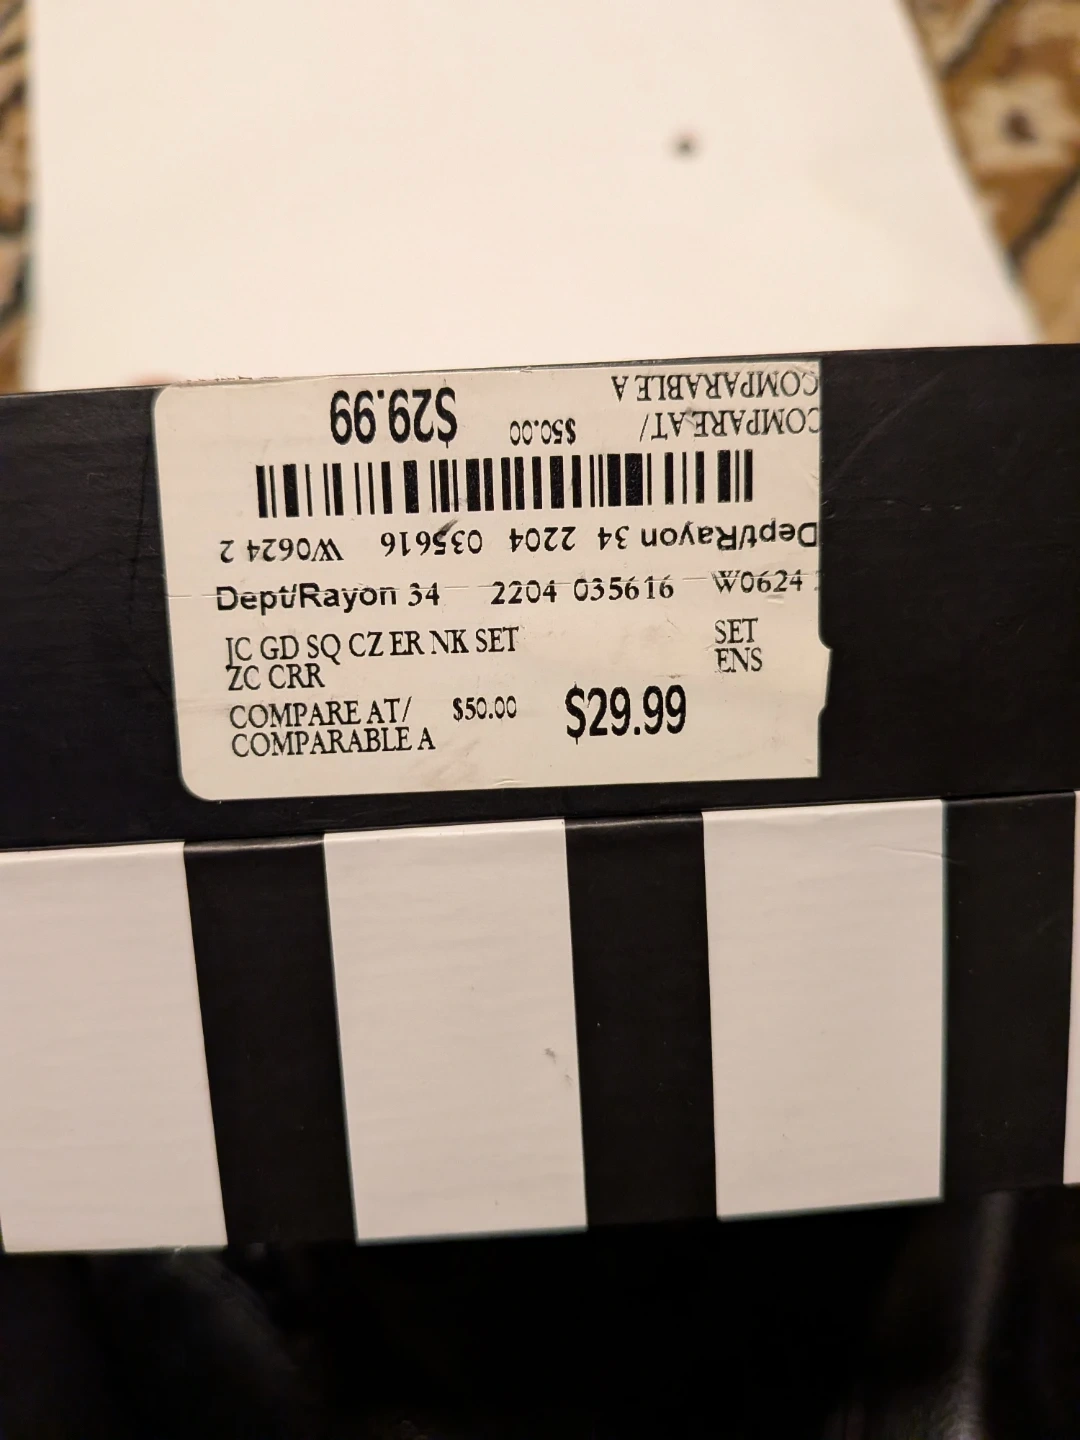 COMPARE AT/ $50.00 $29.99
COMPARABLE A
Dept/Rayon 34 2204 035616 W0624 2
Dept/Rayon 34 2204 035616 W0624
JC GD SQ CZ ER NK SET SET
ZC CRR ENS
COMPARE AT/ $50.00 $29.99
COMPARABLE A